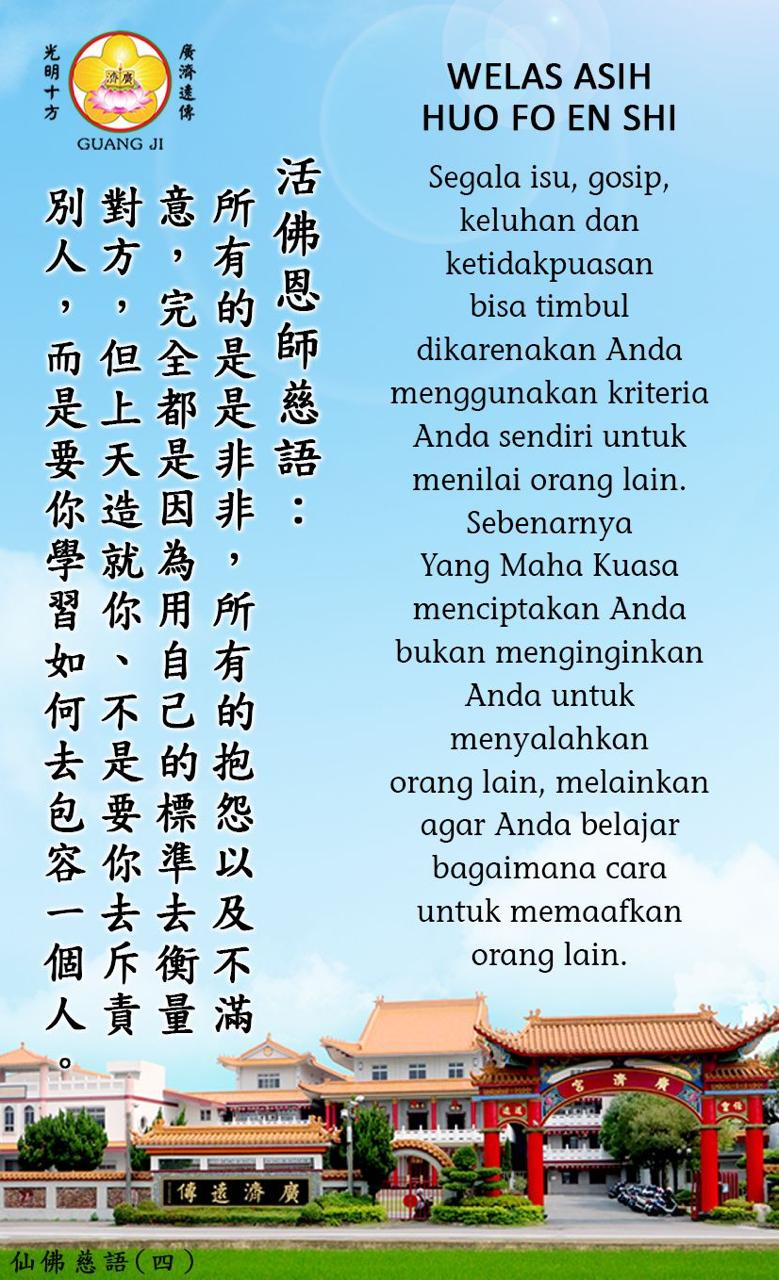 光明十方
廣濟
廣濟遠傳
GUANG JI
WELAS ASIH
HUO FO EN SHI
活佛恩師慈語：
所有的是是非非，所有的抱怨以及不滿
意，完全都是因為用自己的標準去衡量
對方，但上天造就你、不是要你去斥責
別人，而是要你學習如何去包容一個人。
Segala isu, gosip,
keluhan dan
ketidakpuasan
bisa timbul
dikarenakan Anda
menggunakan kriteria
Anda sendiri untuk
menilai orang lain.
Sebenarnya
Yang Maha Kuasa
menciptakan Anda
bukan menginginkan
Anda untuk
menyalahkan
orang lain, melainkan
agar Anda belajar
bagaimana cara
untuk memaafkan
orang lain.
廣濟宮
廣濟遠傳
仙佛慈語(四)